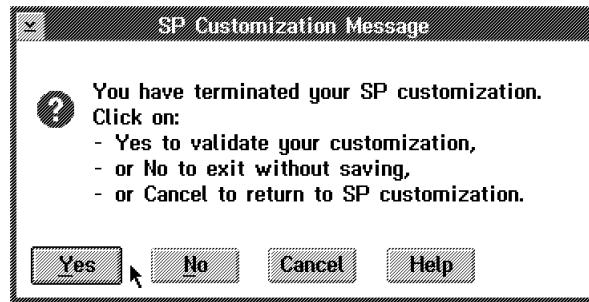 SP Customization Message
You have terminated your SP customization.
Click on:
- Yes to validate your customization,
- or No to exit without saving,
- or Cancel to return to SP customization.
Yes No Cancel Help